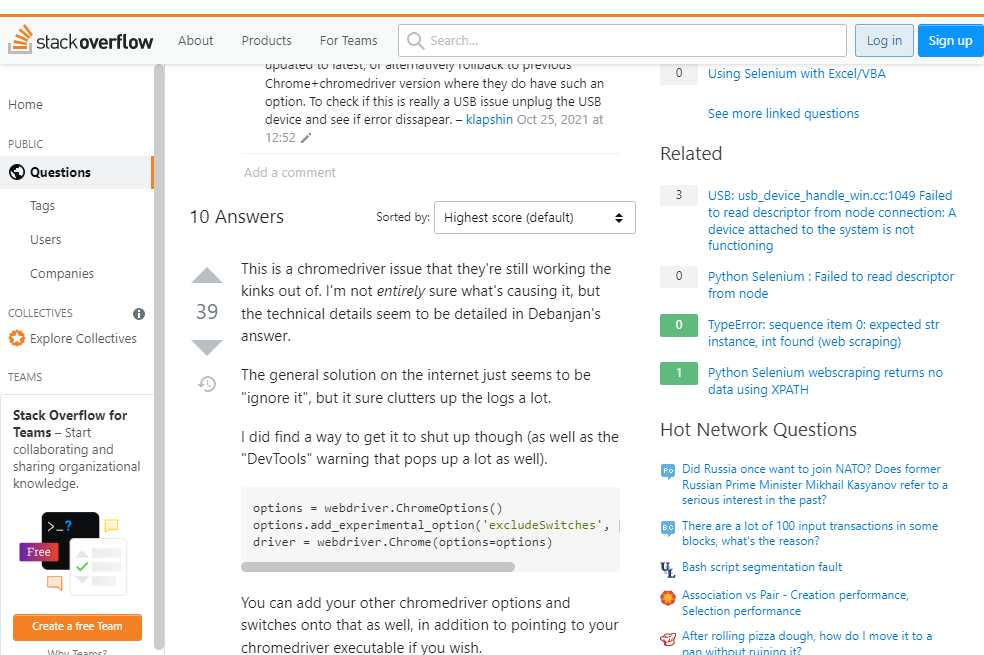 stackoverflow
About
Products
For Teams
Search...
Log in
Sign up
Home
PUBLIC
Questions
Tags
Users
Companies
COLLECTIVES
Explore Collectives
TEAMS
Stack Overflow for
Teams – Start
collaborating and
sharing organizational
knowledge.
>_?
Free
Create a free Team
Why Teams?
updated to latest, or alternatively rollback to previous
Chrome+chromedriver version where they do have such an
option. To check if this is really a USB issue unplug the USB
device and see if error dissapear. – klapshin Oct 25, 2021 at
12:52
Add a comment
10 Answers
Sorted by:
Highest score (default)
39
This is a chromedriver issue that they're still working the
kinks out of. I'm not entirely sure what's causing it, but
the technical details seem to be detailed in Debanjan's
answer.
The general solution on the internet just seems to be
"ignore it", but it sure clutters up the logs a lot.
I did find a way to get it to shut up though (as well as the
"DevTools" warning that pops up a lot as well).
options = webdriver.ChromeOptions()
options.add_experimental_option('excludeSwitches',
driver = webdriver.Chrome(options=options)
You can add your other chromedriver options and
switches onto that as well, in addition to pointing to your
chromedriver executable if you wish.
0 Using Selenium with Excel/VBA
See more linked questions
Related
3 USB: usb_device_handle_win.cc:1049 Failed
to read descriptor from node connection: A
device attached to the system is not
functioning
0 Python Selenium : Failed to read descriptor
from node
0 TypeError: sequence item 0: expected str
instance, int found (web scraping)
1 Python Selenium webscraping returns no
data using XPATH
Hot Network Questions
Did Russia once want to join NATO? Does former
Russian Prime Minister Mikhail Kasyanov refer to a
serious interest in the past?
There are a lot of 100 input transactions in some
blocks, what's the reason?
Bash script segmentation fault
Association vs Pair - Creation performance,
Selection performance
After rolling pizza dough, how do I move it to a
pan without ruining it?